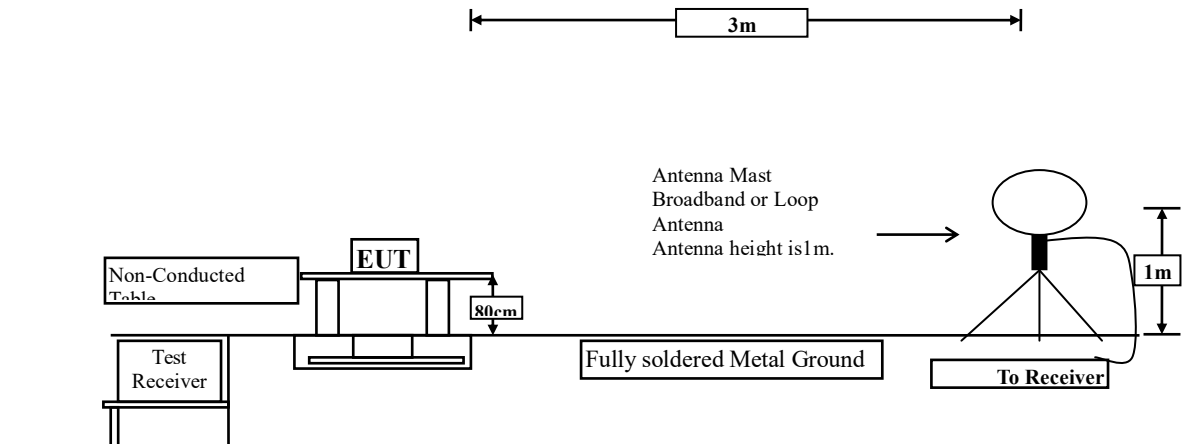 3m
Antenna Mast
Broadband or Loop
Antenna
Antenna height is1m.
EUT
Non-Conducted
Table
80cm
1m
Test
Receiver
Fully soldered Metal Ground
To Receiver